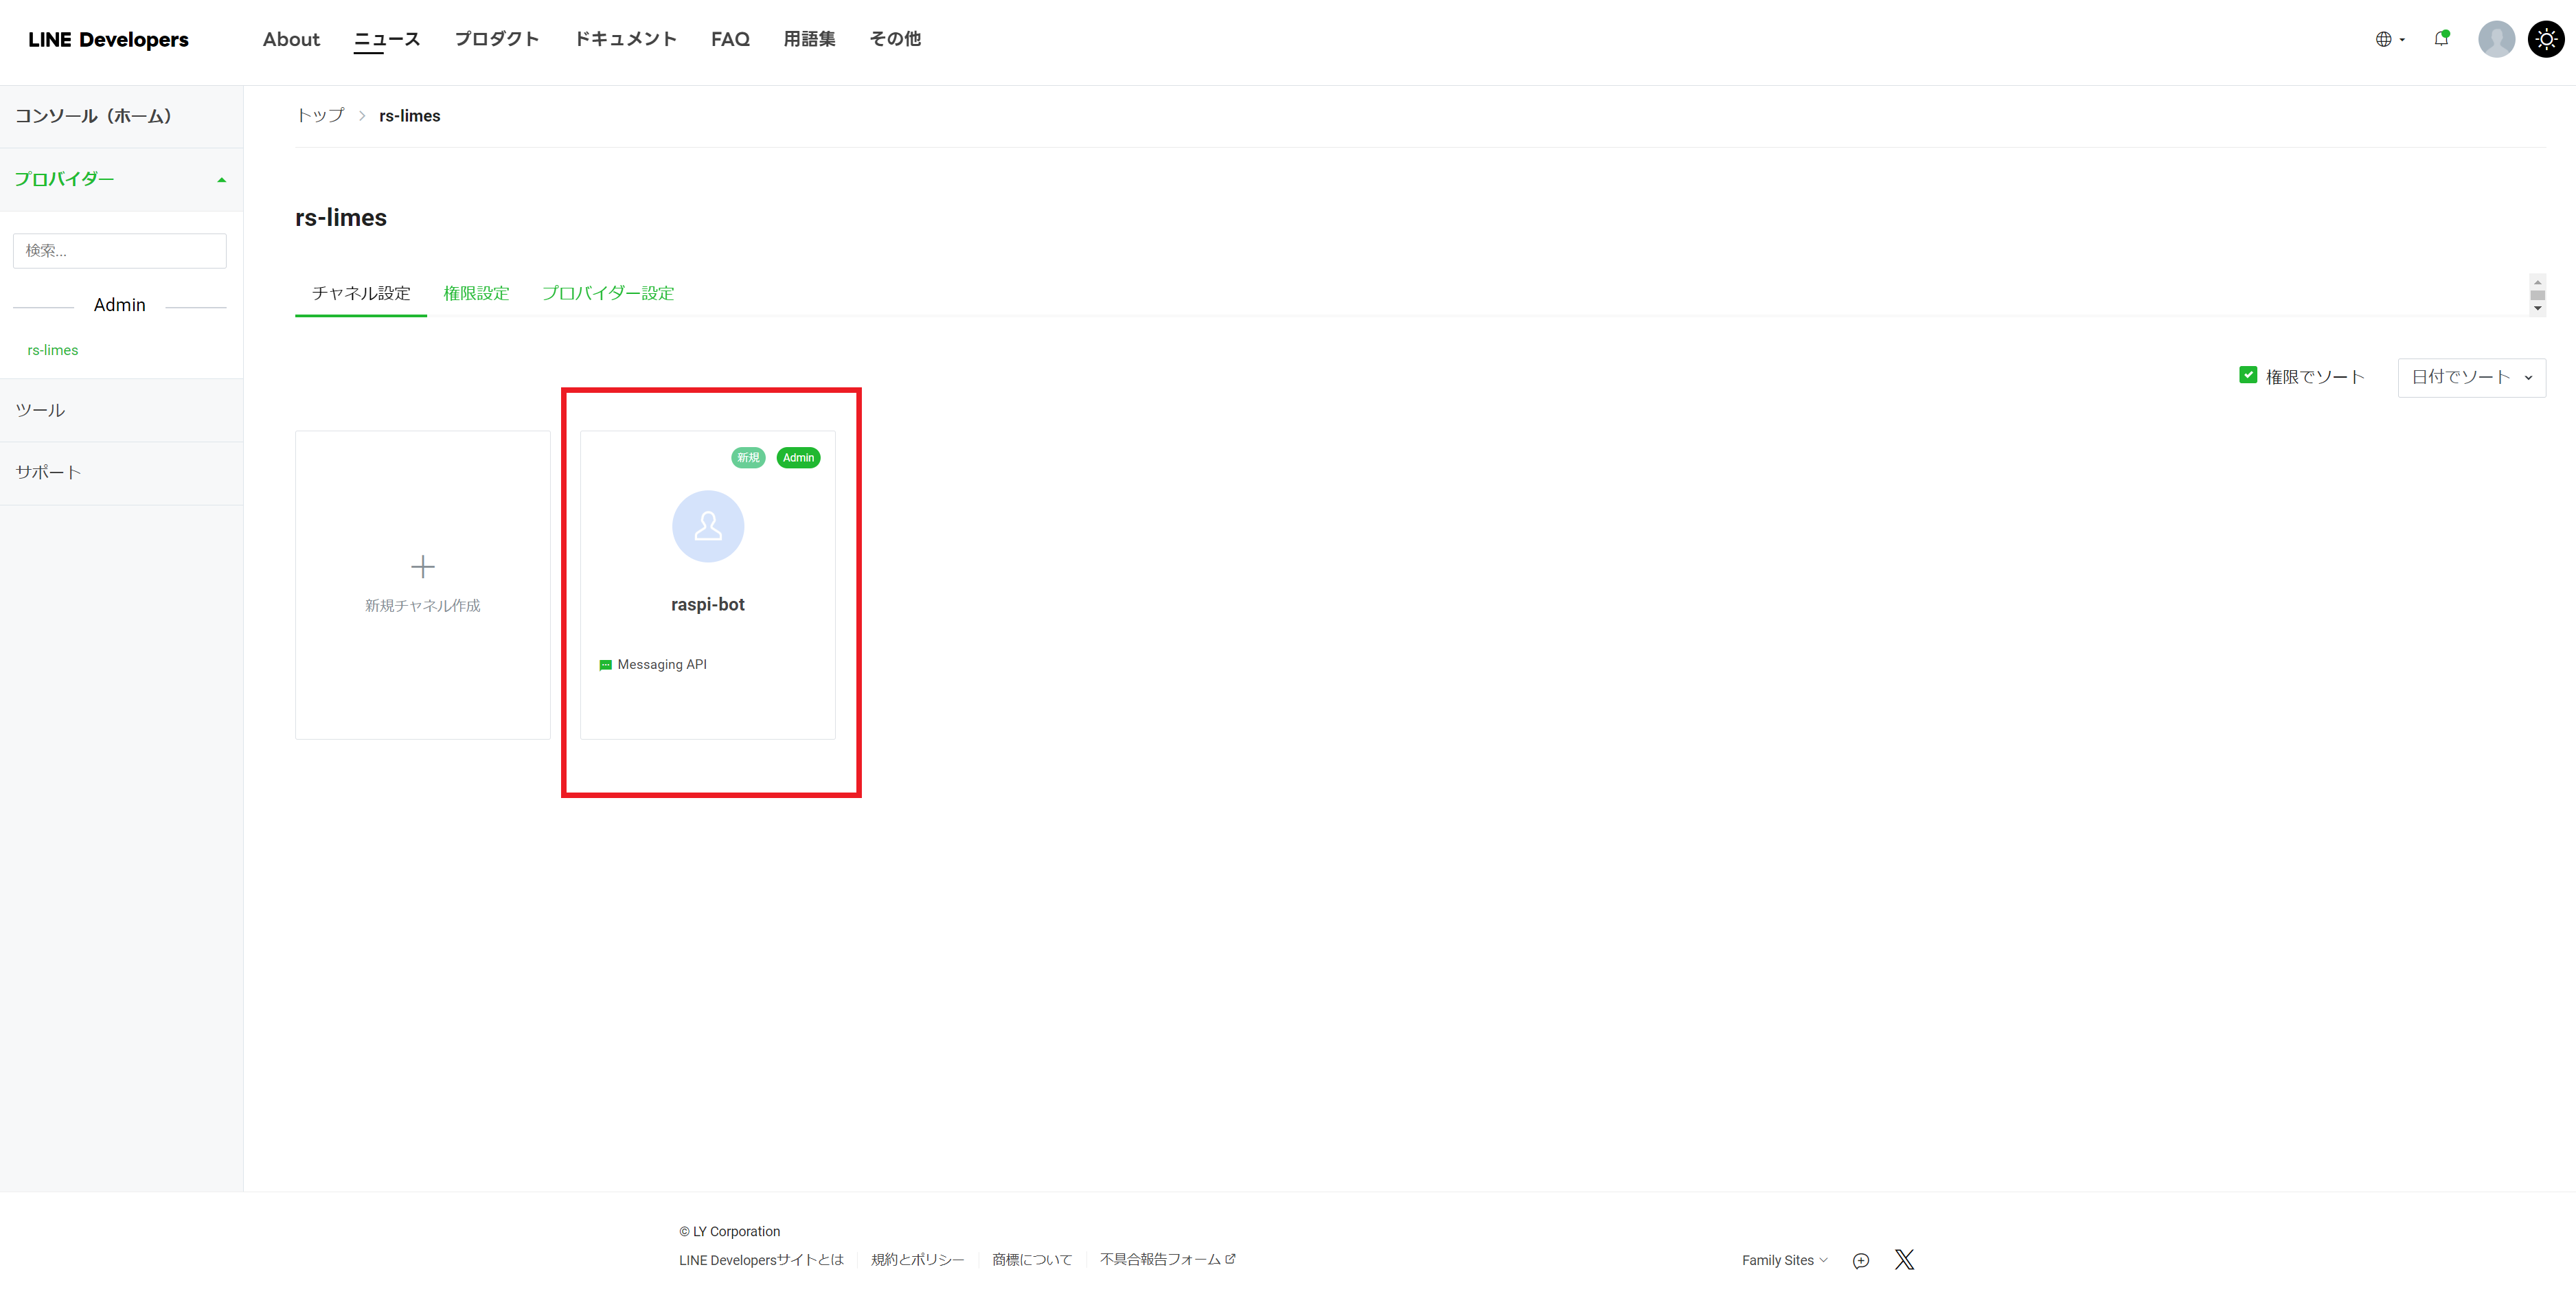 LINE Developers
About ニュース プロダクト ドキュメント FAQ 用語集 その他
コンソール（ホーム）
プロバイダー
検索...
Admin
rs-limes
ツール
サポート
トップ rs-limes
rs-limes
チャネル設定 権限設定 プロバイダー設定
権限でソート 日付でソート
新規チャネル作成
新規 Admin
raspi-bot
Messaging API
© LY Corporation
LINE Developersサイトとは 規約とポリシー 商標について 不具合報告フォーム
Family Sites